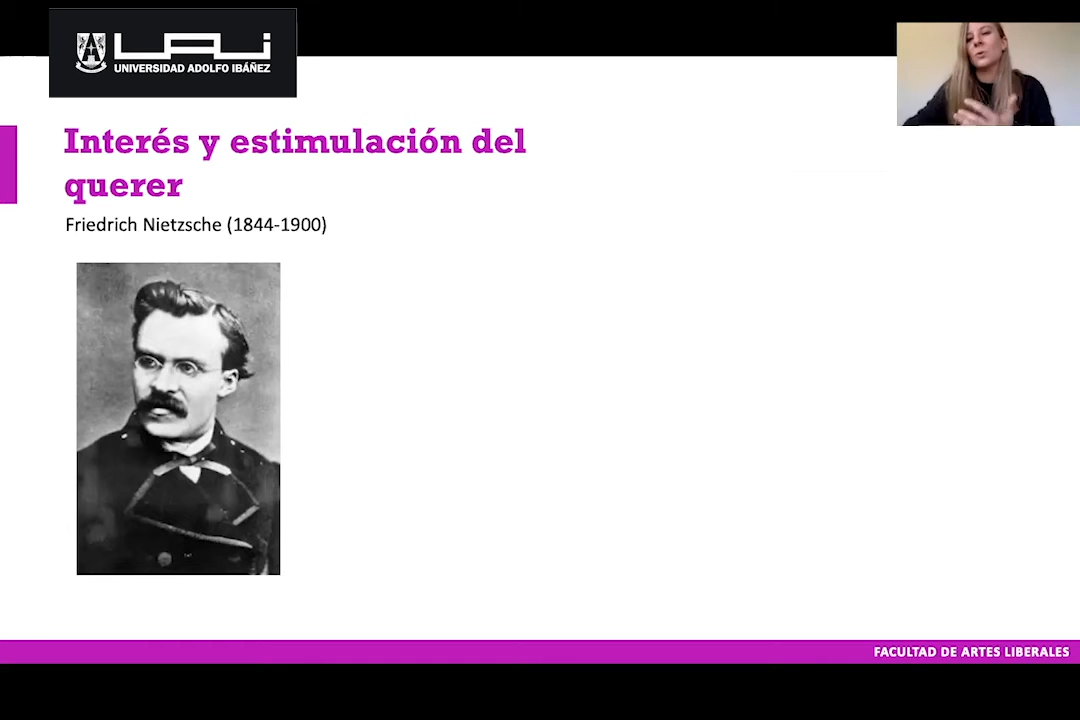 UAI
UNIVERSIDAD ADOLFO IBÁÑEZ
Interés y estimulación del
querer
Friedrich Nietzsche (1844-1900)
FACULTAD DE ARTES LIBERALES